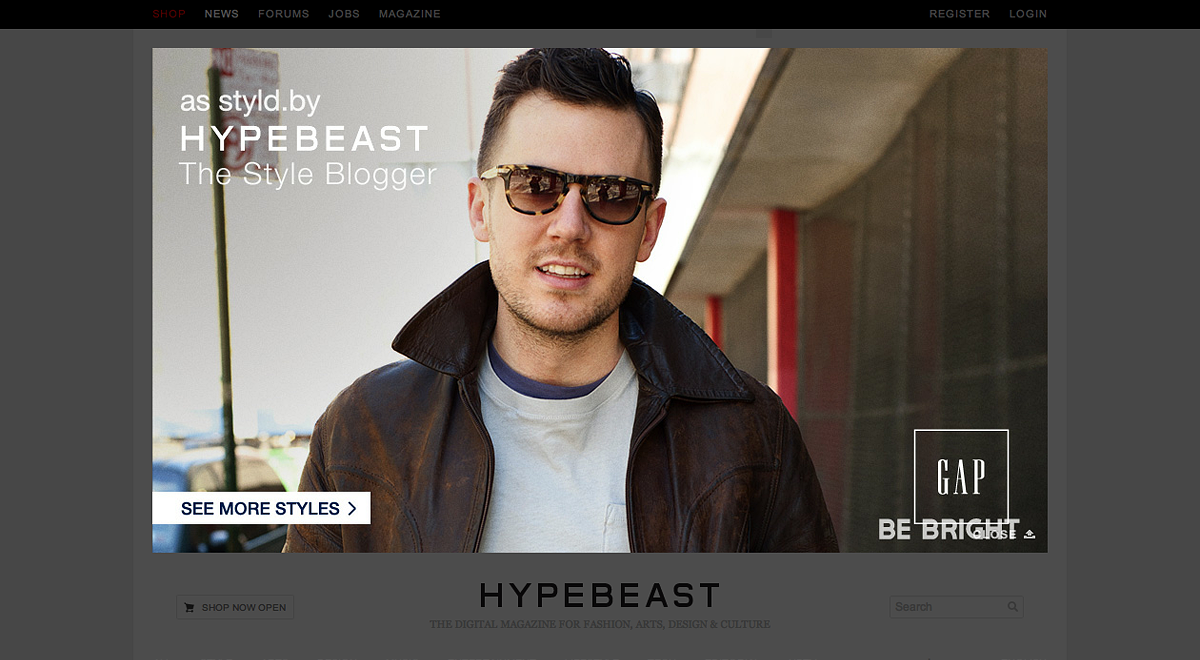 SHOP NEWS FORUMS JOBS MAGAZINE REGISTER LOGIN
as styld.by
HYPEBEAST
The Style Blogger
SEE MORE STYLES
GAP
BE BRIGHT
CLOSE
SHOP NOW OPEN
HYPEBEAST
Search
THE DIGITAL MAGAZINE FOR FASHION, ARTS, DESIGN & CULTURE